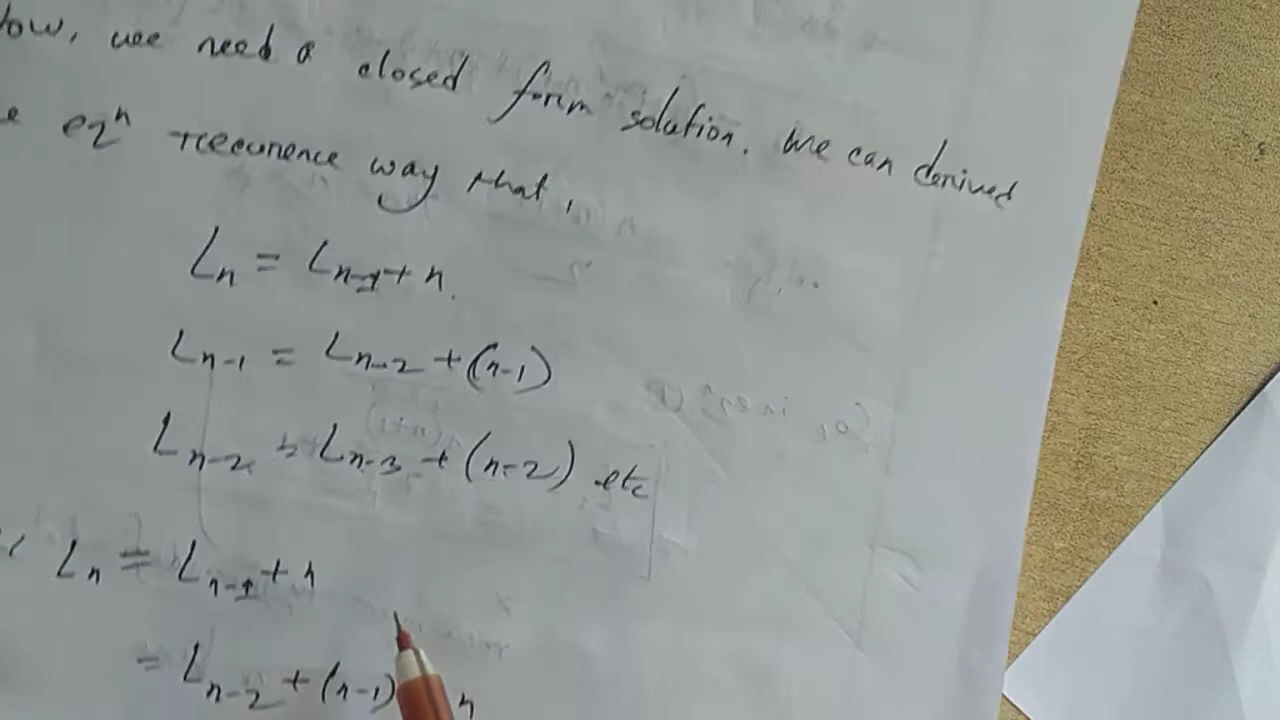 Now, we need a closed form solution. We can derived
eqⁿ recurrence way that,
Lₙ = Lₙ₋₁ + n.
Lₙ₋₁ = Lₙ₋₂ + (n-1)
Lₙ₋₂ = Lₙ₋₃ + (n-2) etc
Lₙ = Lₙ₋₁ + n
= Lₙ₋₂ + (n-1) n